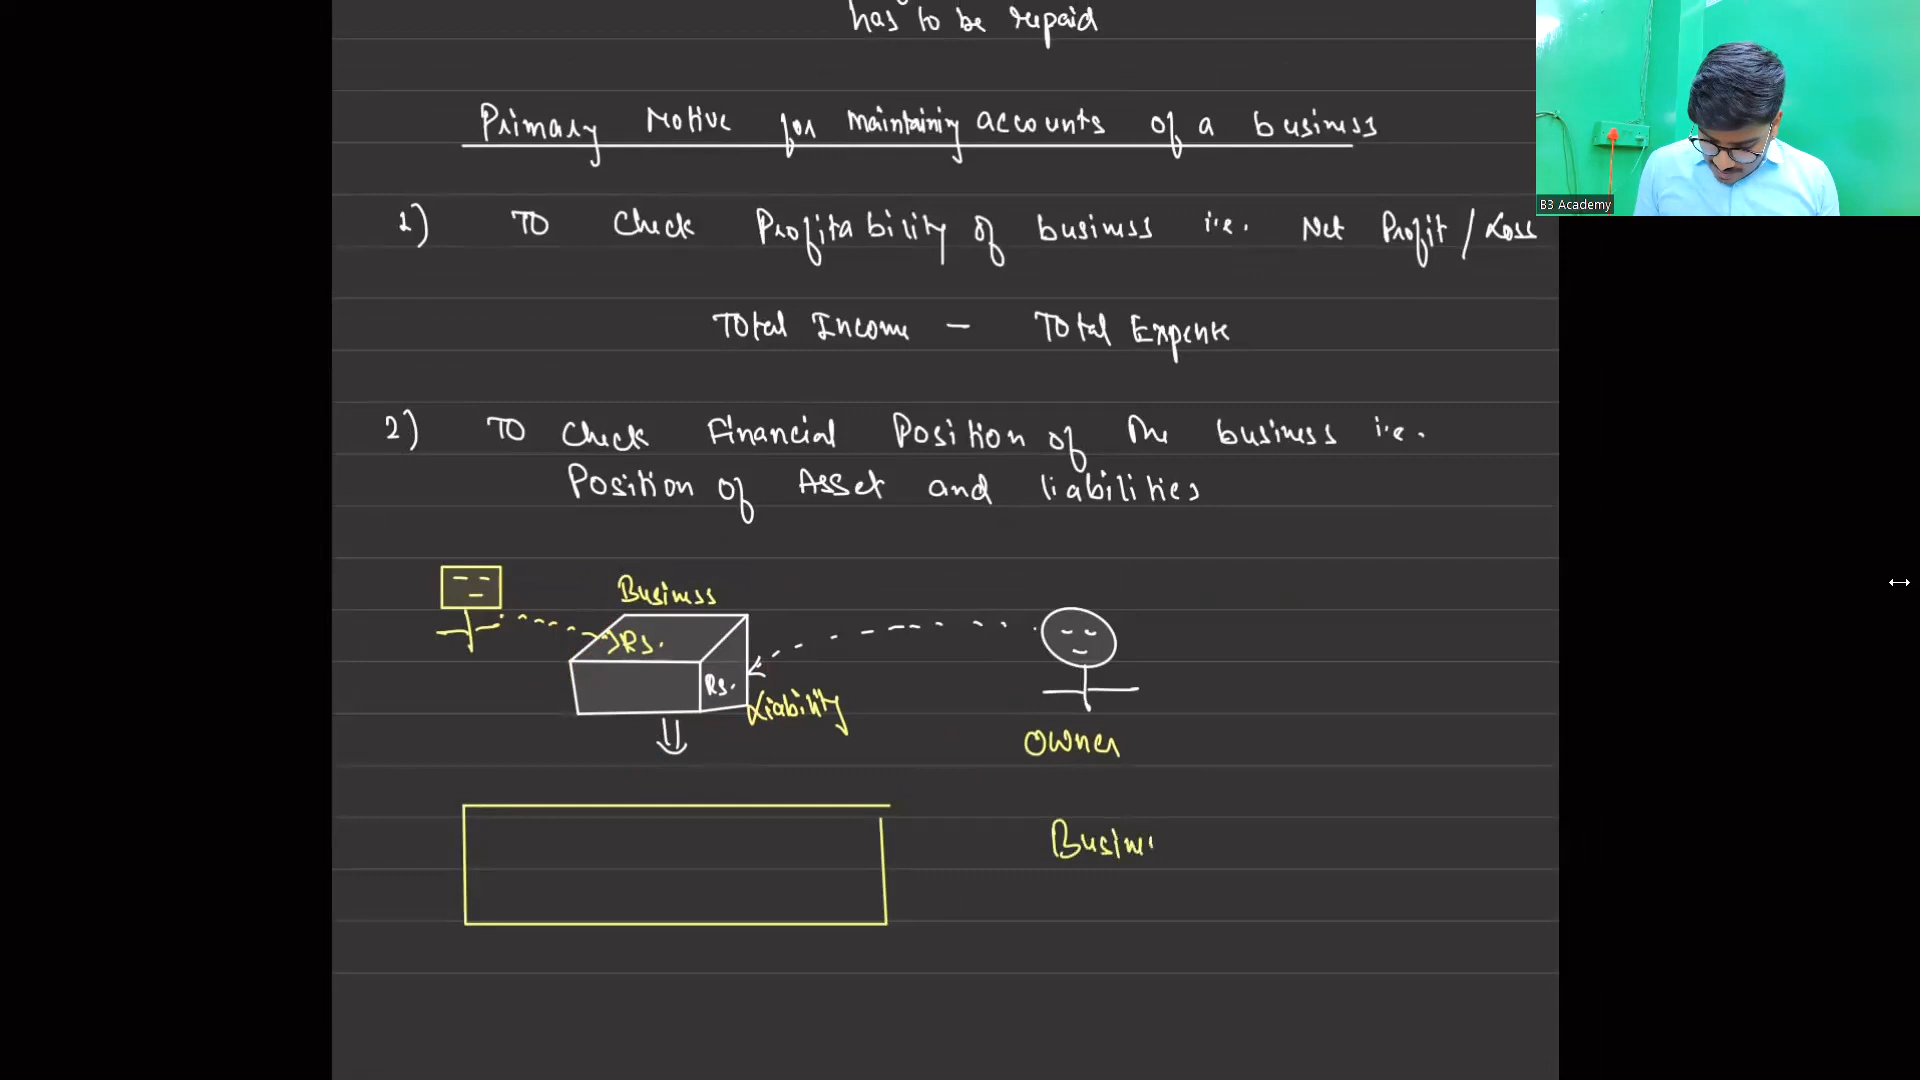 has to be repaid
B3 Academy
Primary Motive for Maintaining accounts of a business
1) To Check Profitability of business i.e. Net Profit / Loss
Total Income - Total Expense
2) To Check Financial Position of the business i.e.
Position of Asset and liabilities
Business
Rs.
Rs.
Liability
Owner
Busin